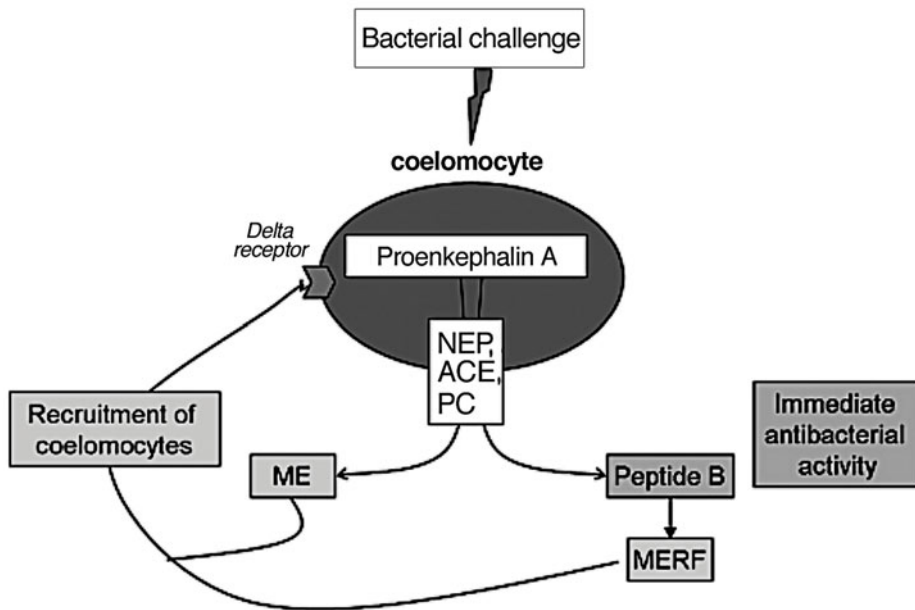 Bacterial challenge
coelomocyte
Delta
receptor
Proenkephalin A
NEP,
ACE,
PC
Recruitment of
coelomocytes
Immediate
antibacterial
activity
ME
Peptide B
MERF